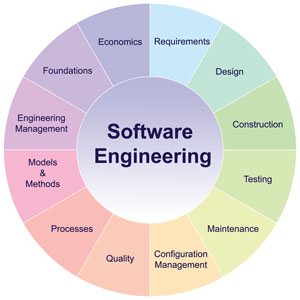 Software
Engineering
Economics
Requirements
Design
Construction
Testing
Maintenance
Configuration
Management
Quality
Processes
Models
&
Methods
Engineering
Management
Foundations